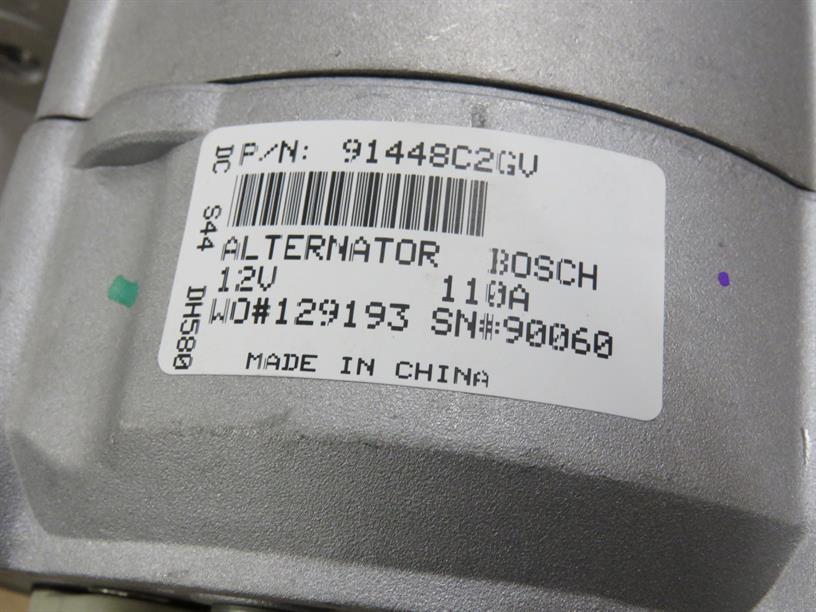 P/N: 91448C2GV
ALTERNATOR BOSCH
12V 110A
WO#129193 SN#:90060
MADE IN CHINA
DC S44 DH580